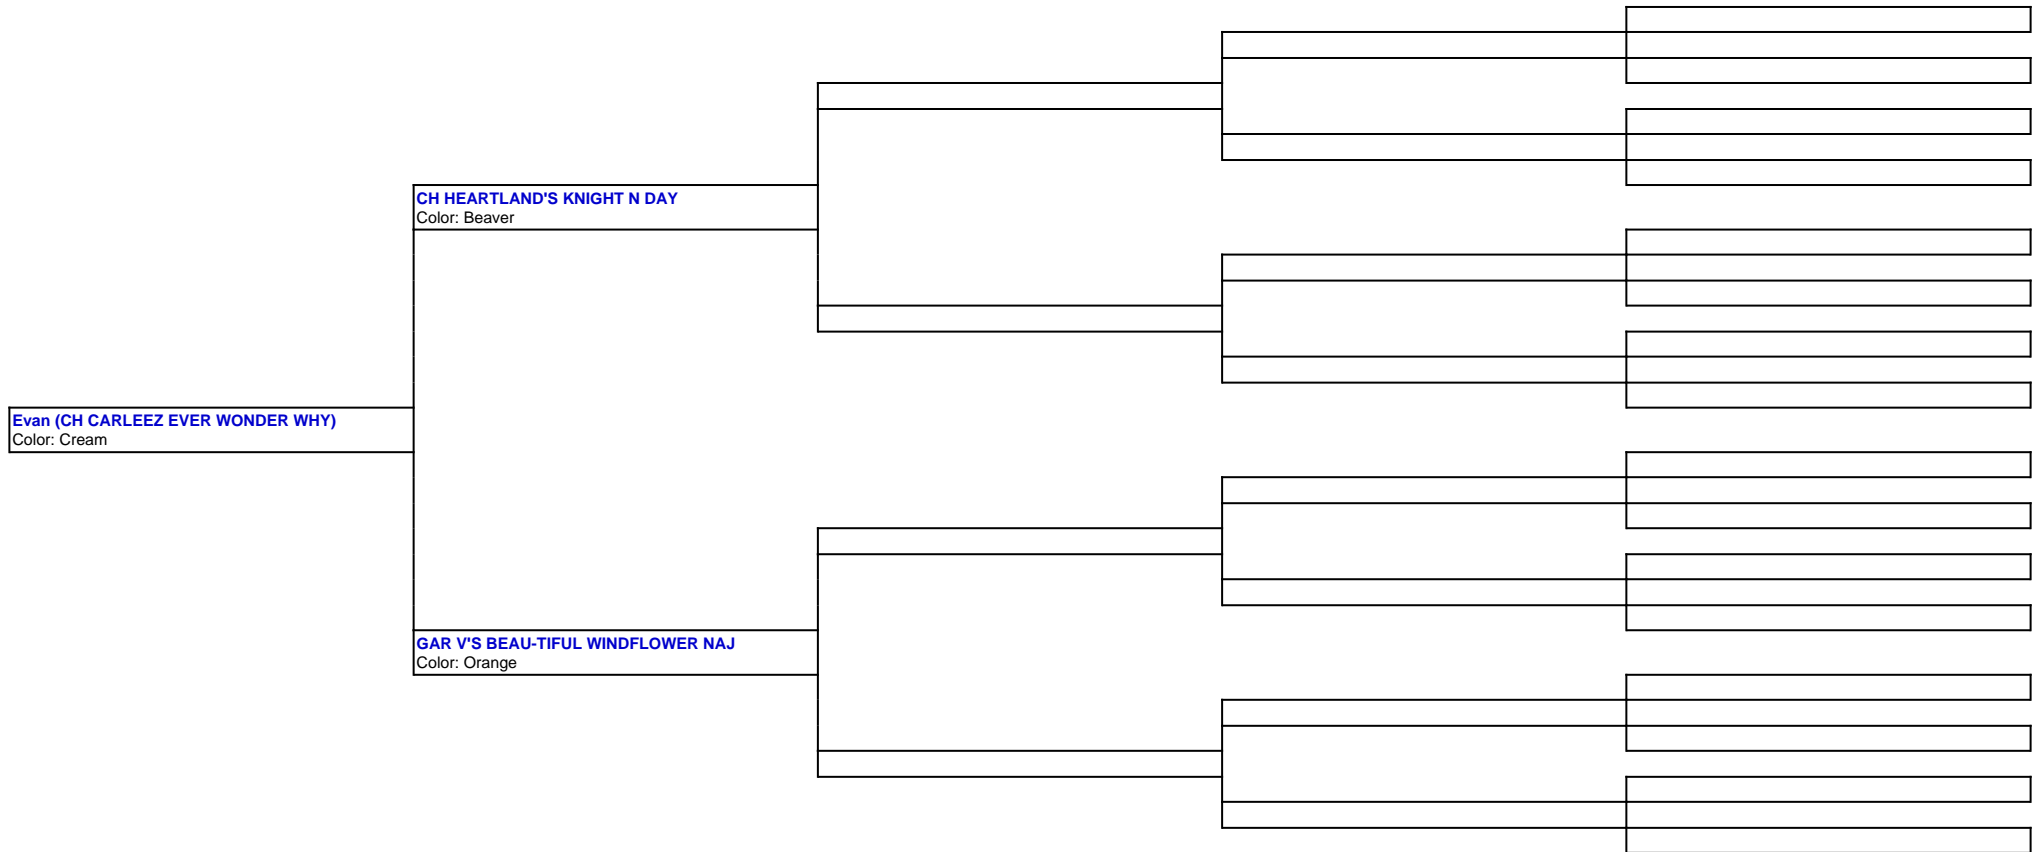 CH HEARTLAND'S KNIGHT N DAY
Color: Beaver
Evan (CH CARLEEZ EVER WONDER WHY)
Color: Cream
GAR V'S BEAU-TIFUL WINDFLOWER NAJ
Color: Orange